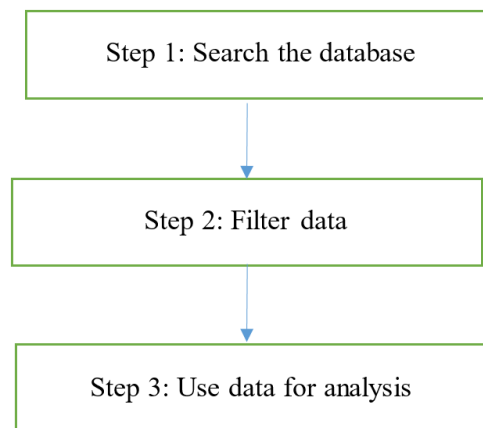 Step 1: Search the database
Step 2: Filter data
Step 3: Use data for analysis